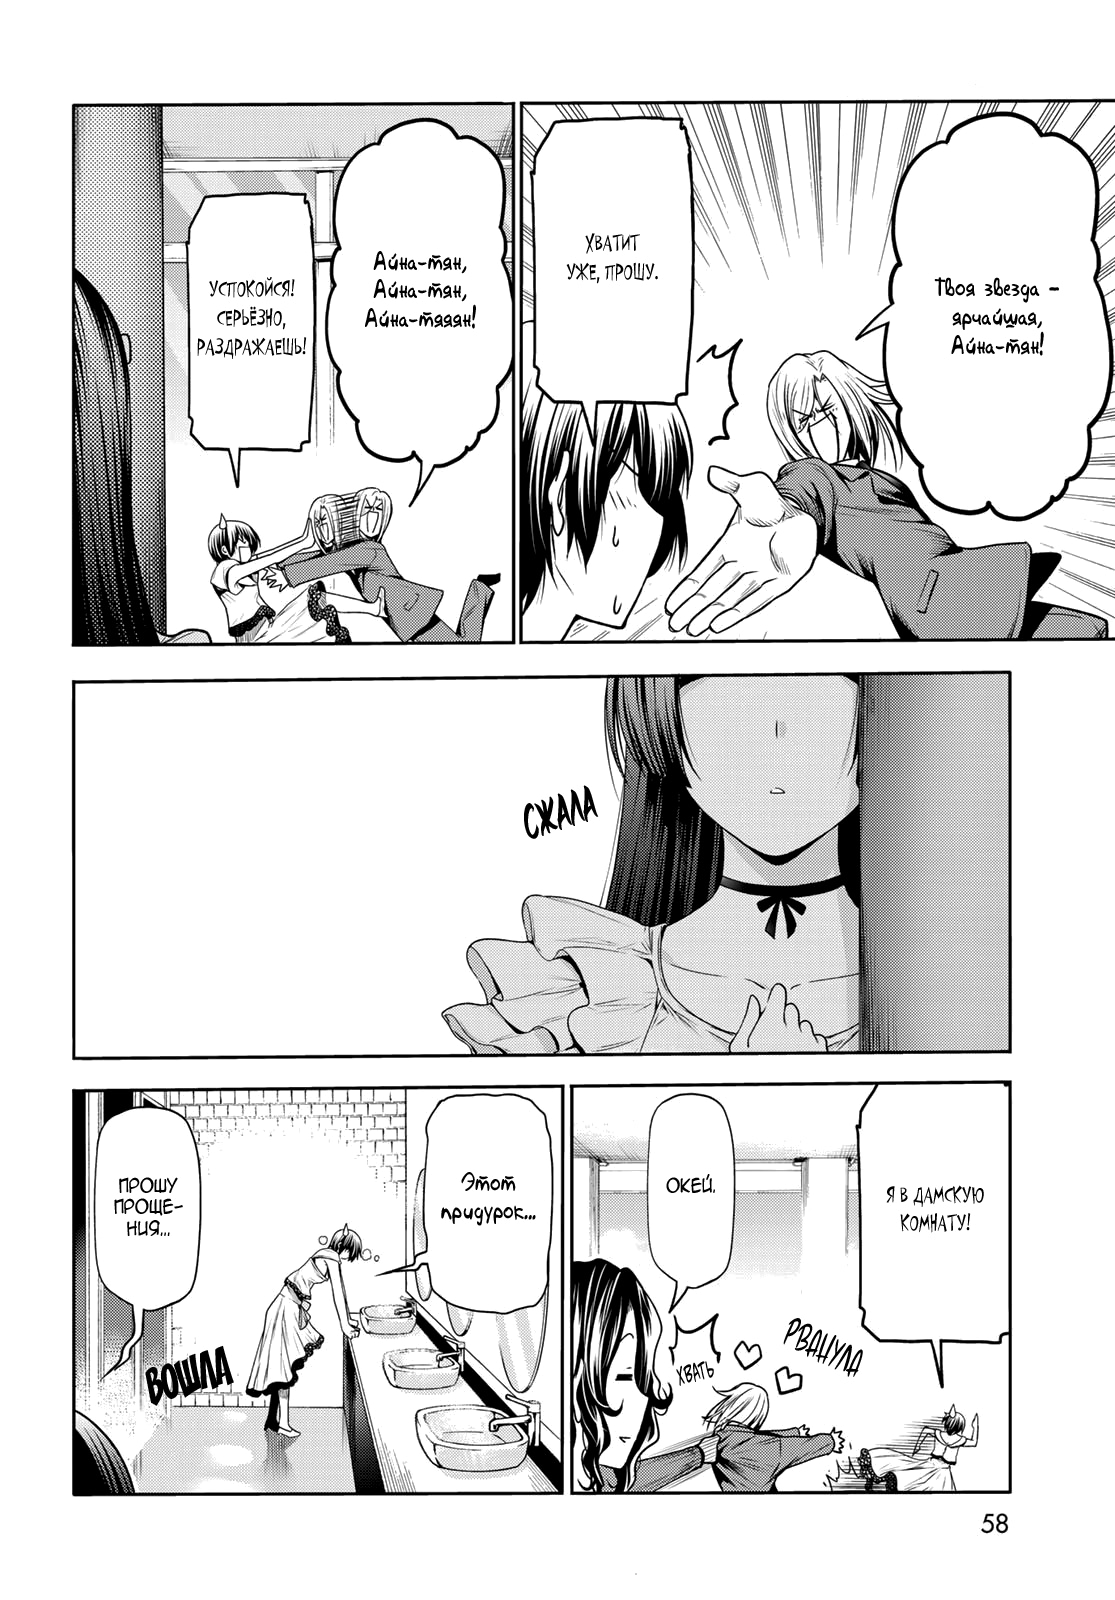 Твоя звезда –
ярчайшая,
Айна-тян!
ХВАТИТ
УЖЕ, ПРОШУ.
Айна-тян,
Айна-тян,
Айна-тяяян!
УСПОКОЙСЯ!
СЕРЬЁЗНО,
РАЗДРАЖАЕШЬ!
СЖАЛА
Я В ДАМСКУЮ
КОМНАТУ!
РВАНУЛА
ОКЕЙ.
ХВАТЬ
Этот
придурок...
ПРОШУ
ПРОЩЕ-
НИЯ...
ВОШЛА
58